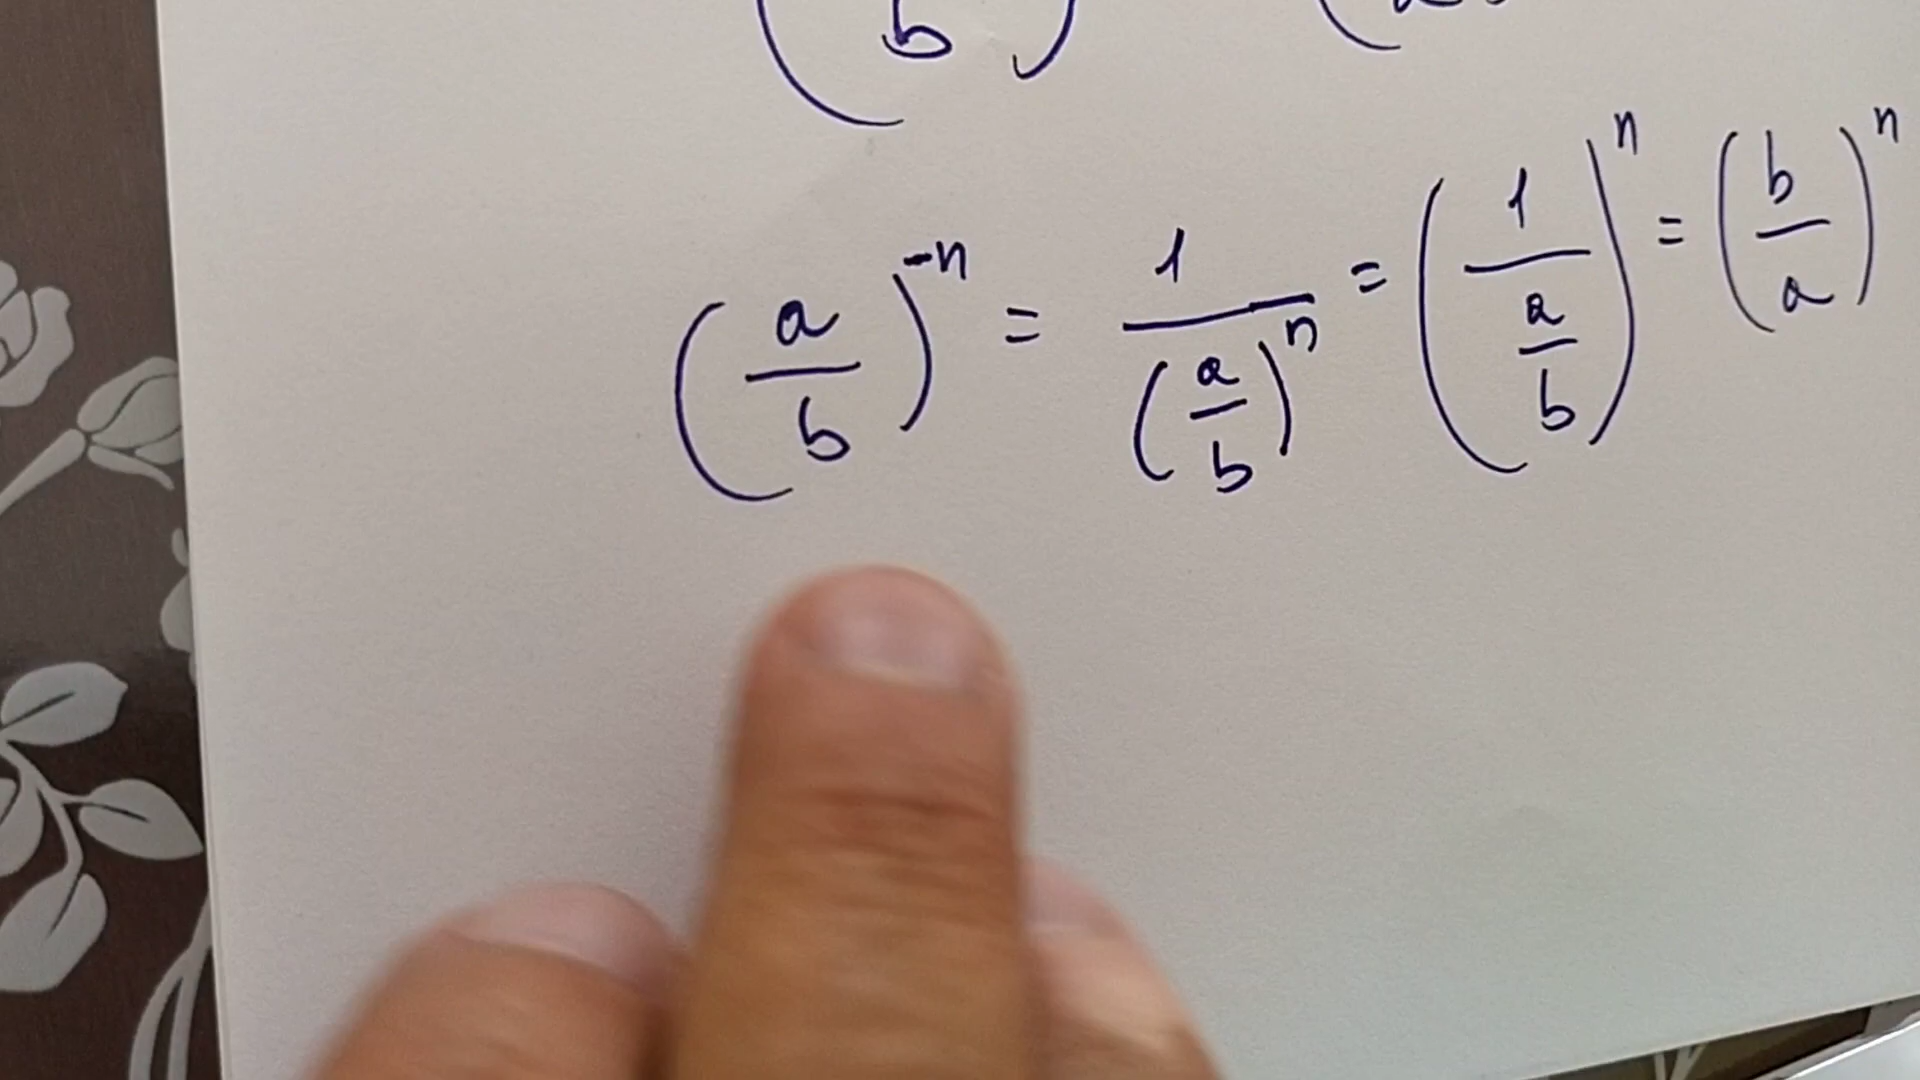 b
(a/b)^-n = 1/(a/b)^n = (1/(a/b))^n = (b/a)^n